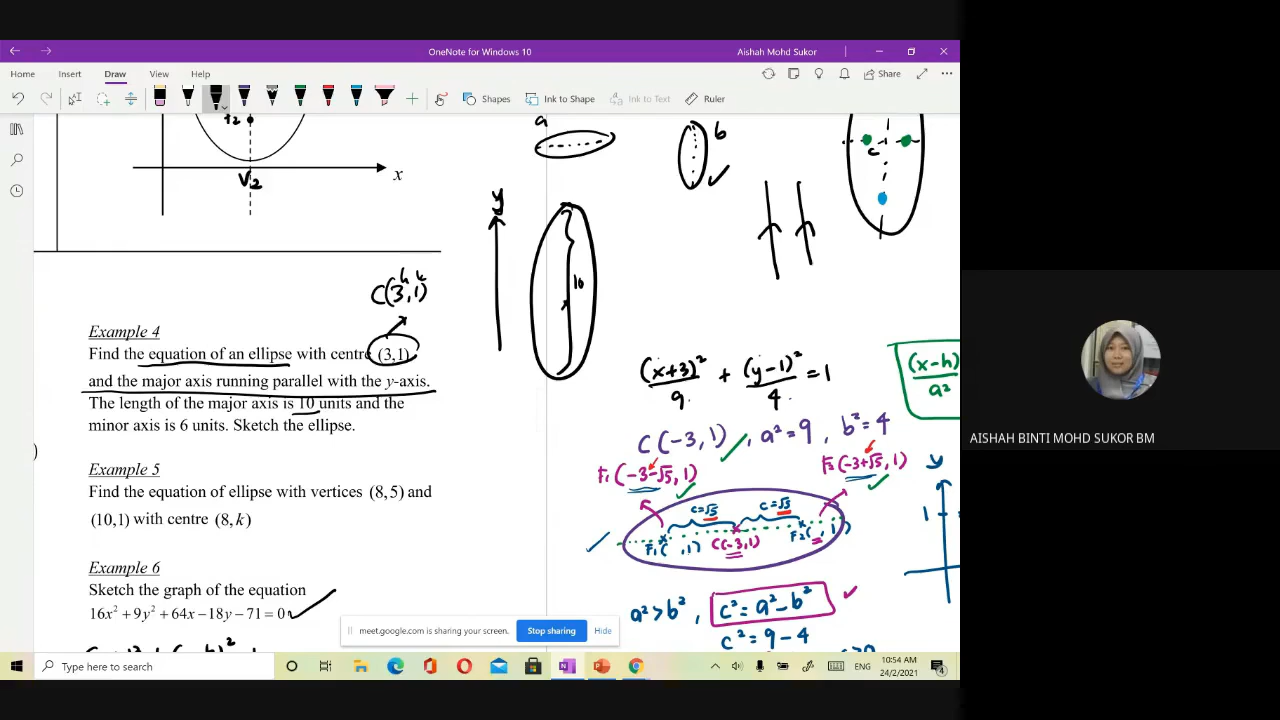 OneNote for Windows 10
Aishah Mohd Sukor
Home
Insert
Draw
View
Help
Share
Shapes
Ink to Shape
Ink to Text
Ruler
V2
x
a
b
c
y
10
C(3,1)
h k
Example 4
Find the equation of an ellipse with centre (3,1)
and the major axis running parallel with the y-axis.
The length of the major axis is 10 units and the
minor axis is 6 units. Sketch the ellipse.
Example 5
Find the equation of ellipse with vertices (8,5) and
(10,1) with centre (8,k)
Example 6
Sketch the graph of the equation
16x² + 9y² + 64x − 18y − 71 = 0
(x+3)²/9 + (y−1)²/4 = 1
C(−3,1), a²=9, b²=4
F1(−3−√5,1)
F2(−3+√5,1)
c=√5
c=√5
F1( ,1)
C(−3,1)
F2( ,1)
a²>b², c²=a²−b²
c²=9−4
(x−h)²
a²
y
1
meet.google.com is sharing your screen.
Stop sharing
Hide
AISHAH BINTI MOHD SUKOR BM
Type here to search
ENG
10:54 AM
24/2/2021
4